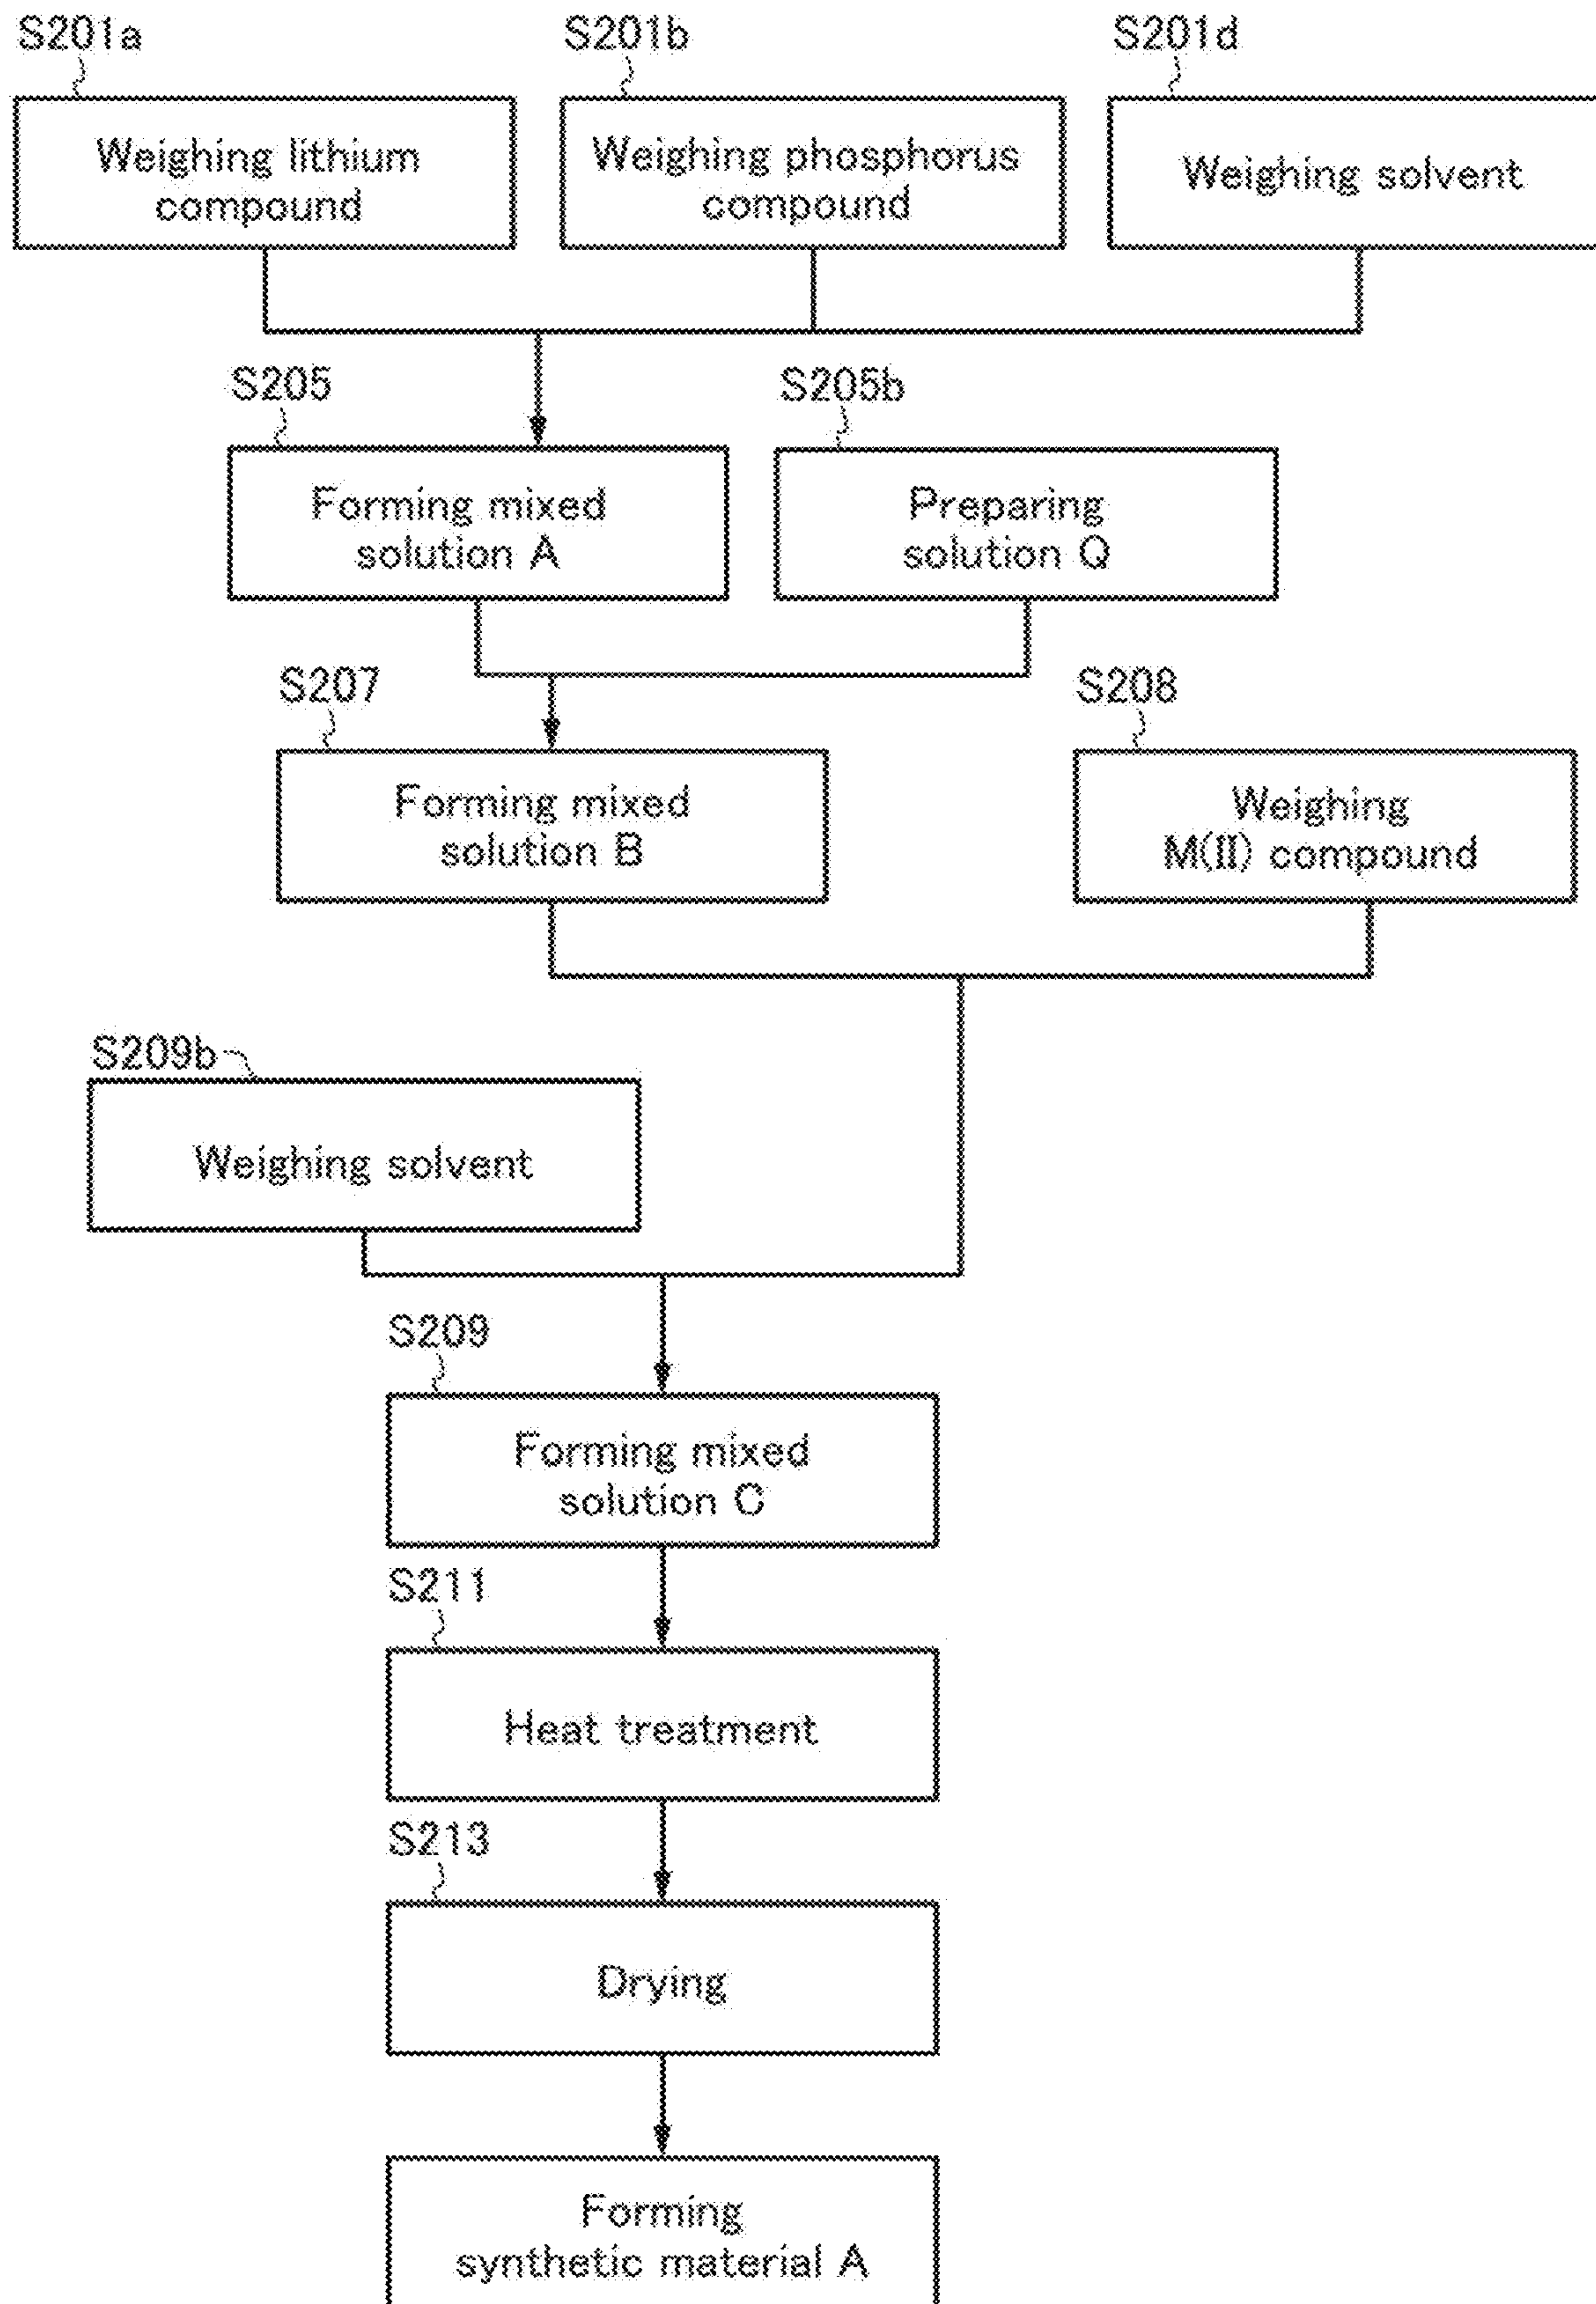 S201a
S201b
S201d
Weighing lithium
compound
Weighing phosphorus
compound
Weighing solvent
S205
S205b
Forming mixed
solution A
Preparing
solution Q
S207
S208
Forming mixed
solution B
Weighing
M(II) compound
S209b
Weighing solvent
S209
Forming mixed
solution C
S211
Heat treatment
S213
Drying
Forming
synthetic material A